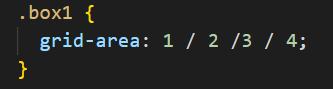 .box1 {
  grid-area: 1 / 2 /3 / 4;
}